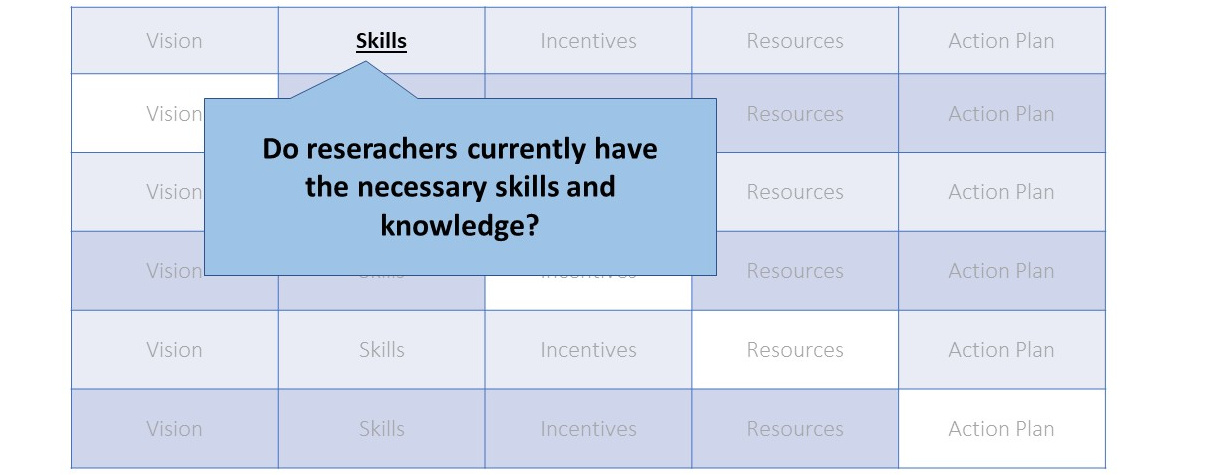 Vision Skills Incentives Resources Action Plan
Vision Resources Action Plan
Do reserachers currently have
the necessary skills and
knowledge?
Vision Resources Action Plan
Vision Skills Incentives Resources Action Plan
Vision Skills Incentives Resources Action Plan
Vision Skills Incentives Resources Action Plan